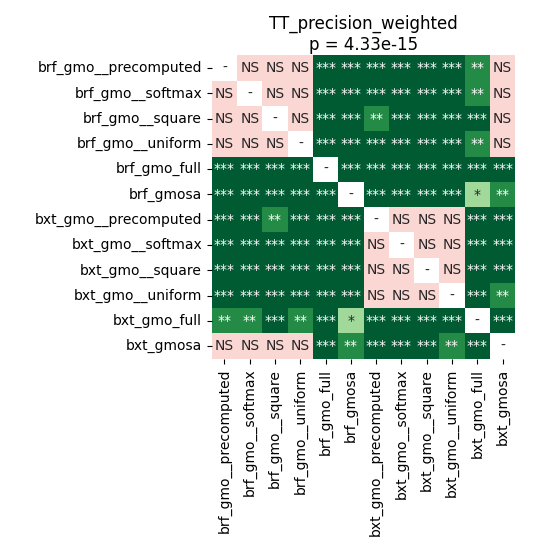 TT_precision_weighted
p = 4.33e-15
brf_gmo__precomputed - NS NS NS *** *** *** *** *** *** ** NS
brf_gmo__softmax NS - NS NS *** *** *** *** *** *** ** NS
brf_gmo__square NS NS - NS *** *** ** *** *** *** *** NS
brf_gmo__uniform NS NS NS - *** *** *** *** *** *** ** NS
brf_gmo_full *** *** *** *** - *** *** *** *** *** *** ***
brf_gmosa *** *** *** *** *** - *** *** *** *** * **
bxt_gmo__precomputed *** *** ** *** *** *** - NS NS NS *** ***
bxt_gmo__softmax *** *** *** *** *** *** NS - NS NS *** ***
bxt_gmo__square *** *** *** *** *** *** NS NS - NS *** ***
bxt_gmo__uniform *** *** *** *** *** *** NS NS NS - *** **
bxt_gmo_full ** ** *** ** *** * *** *** *** *** - ***
bxt_gmosa NS NS NS NS *** ** *** *** *** ** *** -
brf_gmo__precomputed
brf_gmo__softmax
brf_gmo__square
brf_gmo__uniform
brf_gmo_full
brf_gmosa
bxt_gmo__precomputed
bxt_gmo__softmax
bxt_gmo__square
bxt_gmo__uniform
bxt_gmo_full
bxt_gmosa